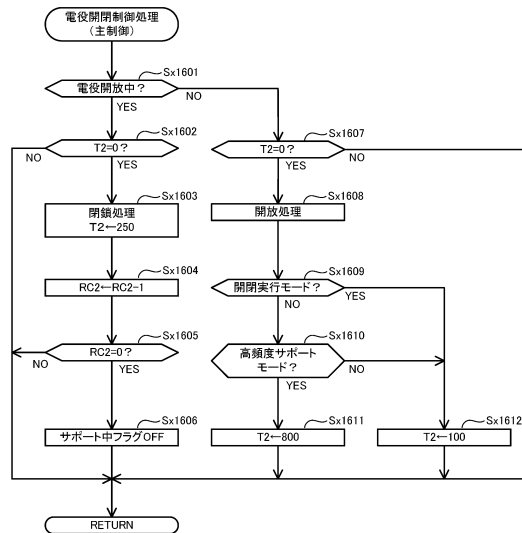 電役開閉制御処理
(主制御)
Sx1601
電役開放中？
NO
YES
Sx1602
T2=0？
NO
YES
Sx1607
T2=0？
NO
YES
Sx1603
閉鎖処理
T2←250
Sx1608
開放処理
Sx1604
RC2←RC2-1
Sx1609
開閉実行モード？
YES
NO
Sx1605
RC2=0？
NO
YES
Sx1610
高頻度サポート
モード？
NO
YES
Sx1606
サポート中フラグOFF
Sx1611
T2←800
Sx1612
T2←100
RETURN